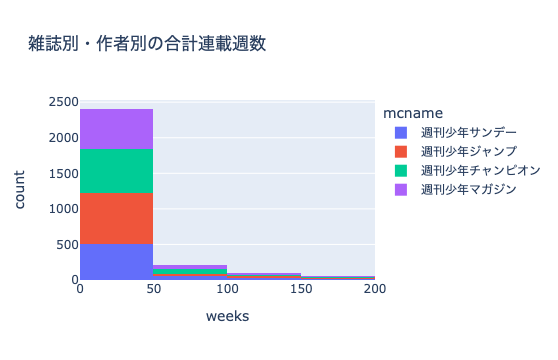 雑誌別・作者別の合計連載週数
mcname
週刊少年サンデー
週刊少年ジャンプ
週刊少年チャンピオン
週刊少年マガジン
count
2500
2000
1500
1000
500
0
0 50 100 150 200
weeks